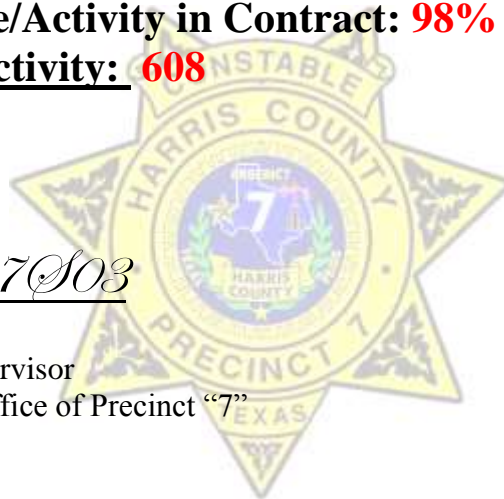 e/Activity in Contract: 98%
ctivity: 608
CONSTABLE
HARRIS COUNTY
PRECINCT
7
HARRIS
COUNTY
7S03
PRECINCT 7
rvisor
ffice of Precinct “7”
TEXAS